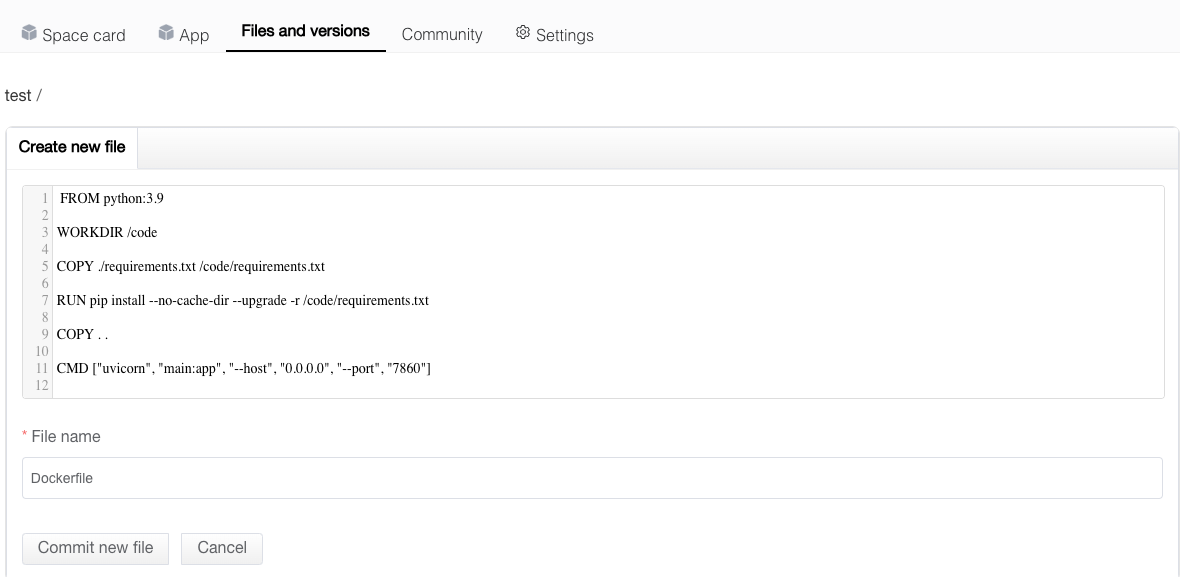 Space card App Files and versions Community Settings
test /
Create new file
1 FROM python:3.9
2
3 WORKDIR /code
4
5 COPY ./requirements.txt /code/requirements.txt
6
7 RUN pip install --no-cache-dir --upgrade -r /code/requirements.txt
8
9 COPY . .
10
11 CMD ["uvicorn", "main:app", "--host", "0.0.0.0", "--port", "7860"]
12
* File name
Dockerfile
Commit new file Cancel